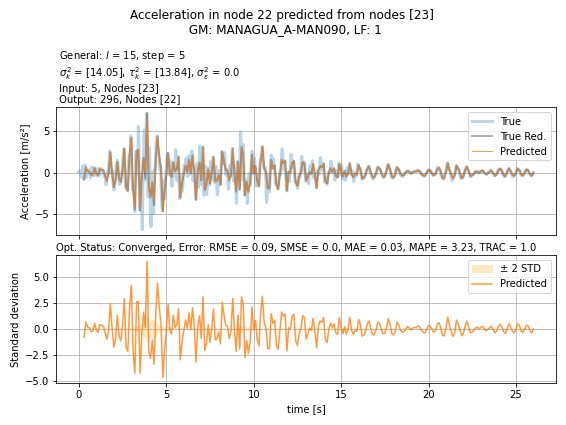 Acceleration in node 22 predicted from nodes [23]
GM: MANAGUA_A-MAN090, LF: 1
General: l = 15, step = 5
σ²ₖ = [14.05], τ²ₖ = [13.84], σ²ε = 0.0
Input: 5, Nodes [23]
Output: 296, Nodes [22]
Acceleration [m/s²]
5
0
−5
True
True Red.
Predicted
Opt. Status: Converged, Error: RMSE = 0.09, SMSE = 0.0, MAE = 0.03, MAPE = 3.23, TRAC = 1.0
Standard deviation
5.0
2.5
0.0
−2.5
−5.0
± 2 STD
Predicted
0 5 10 15 20 25
time [s]